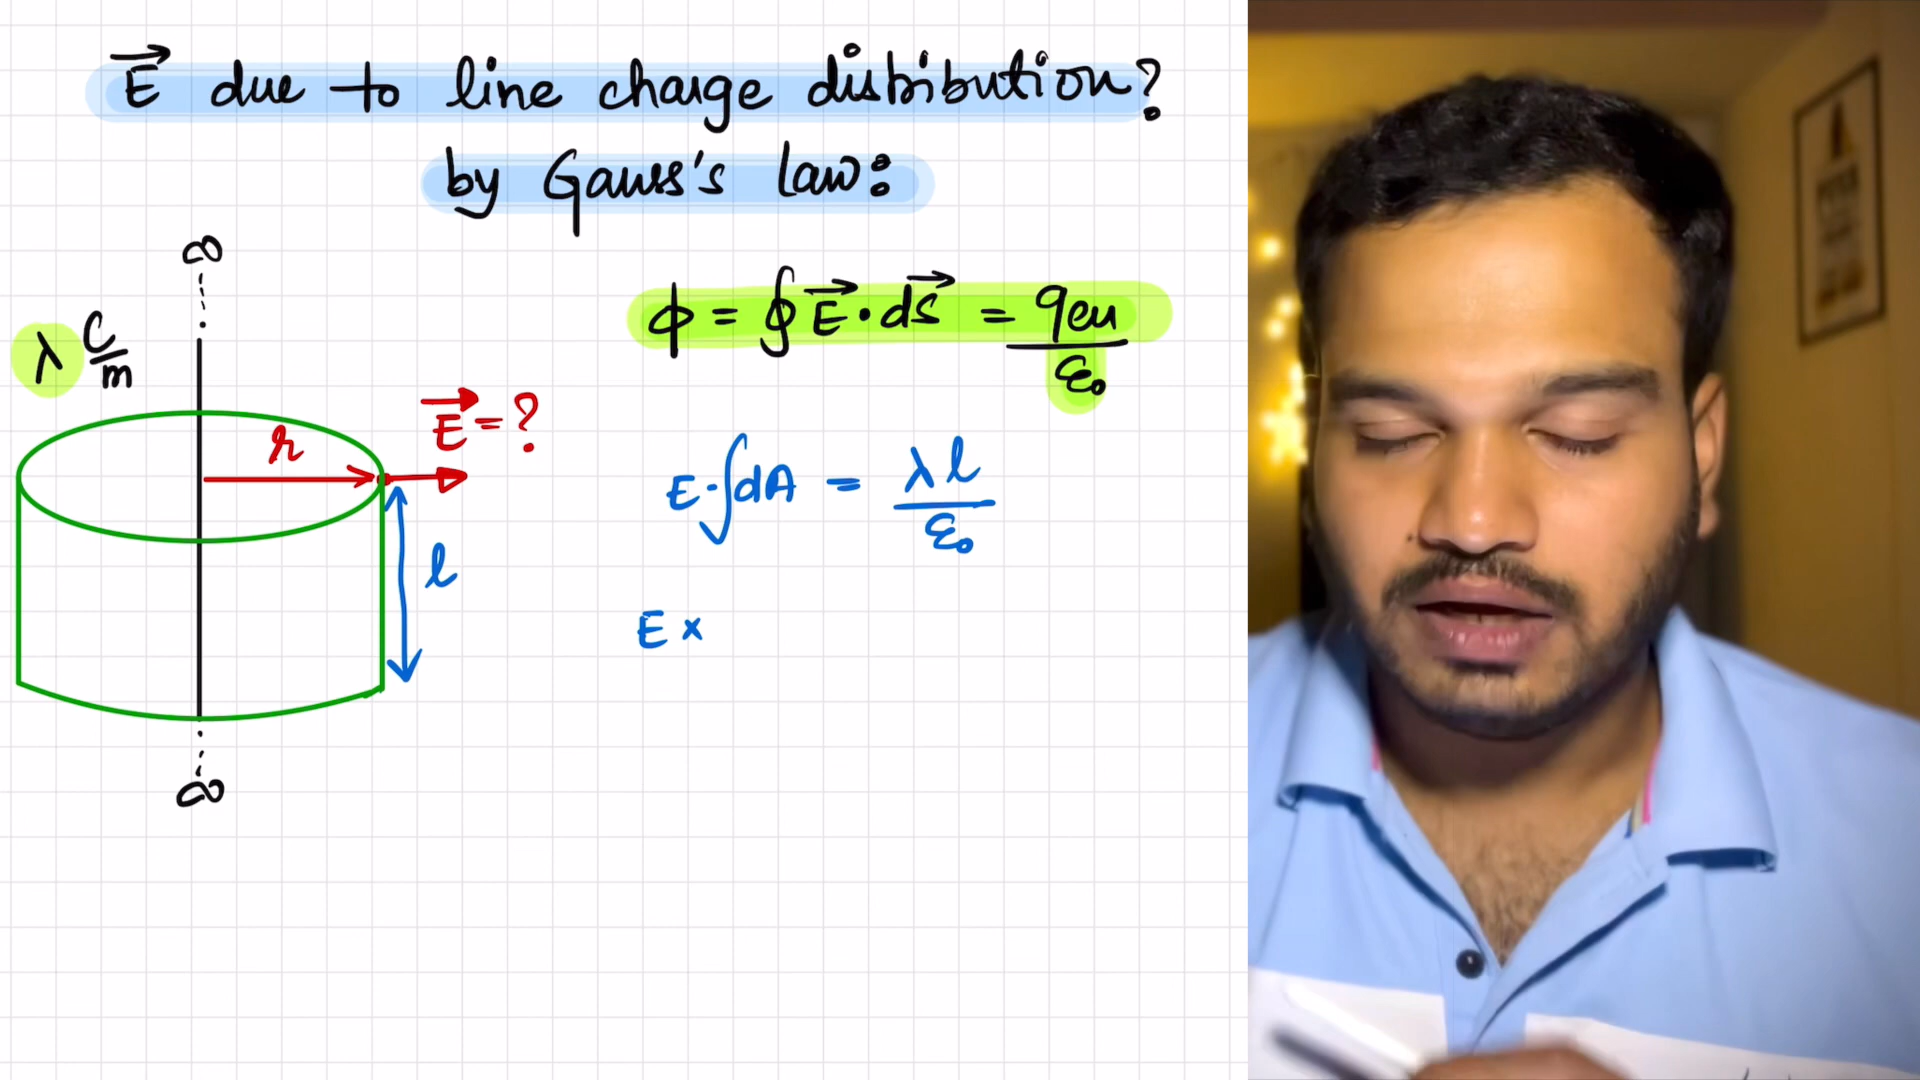 E⃗ due to line charge distribution?
by Gauss's law:
∞
λ C/m
ϕ = ∮ E⃗ · ds⃗ = qen/ε₀
E⃗ = ?
r
E·∫dA = λl/ε₀
l
E ×
∞